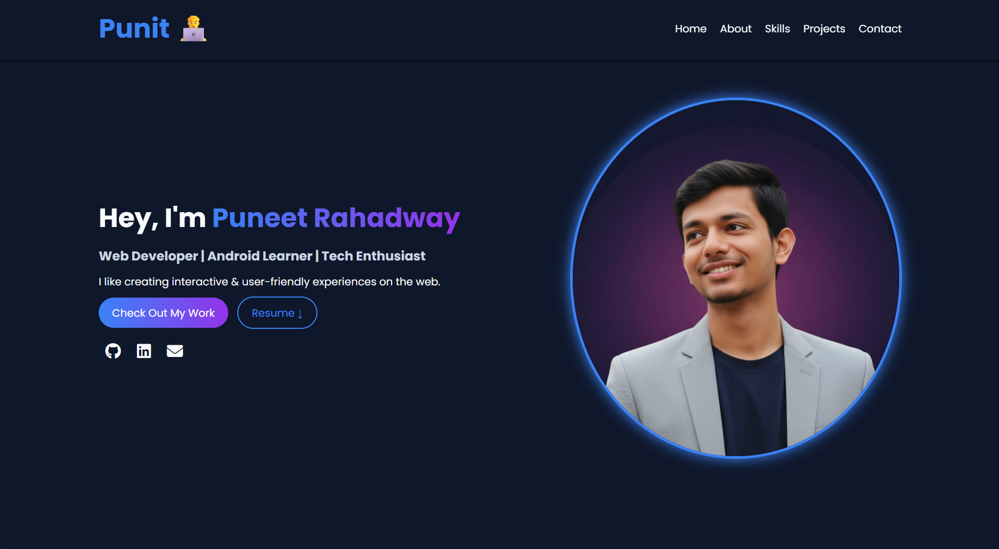 Punit
Home About Skills Projects Contact
Hey, I'm Puneet Rahadway
Web Developer | Android Learner | Tech Enthusiast
I like creating interactive & user-friendly experiences on the web.
Check Out My Work
Resume ↓